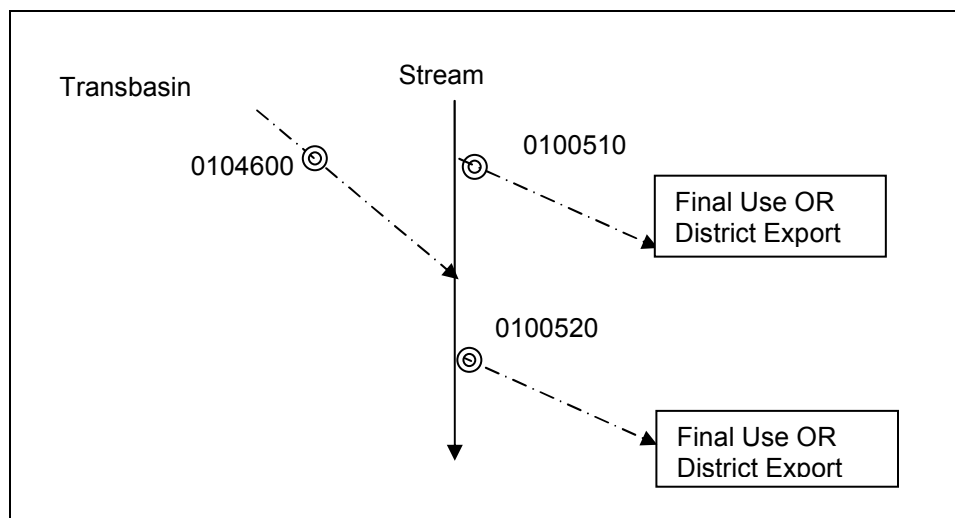 Stream
Transbasin
0100510
0104600
Final Use OR
District Export
0100520
Final Use OR
District Export